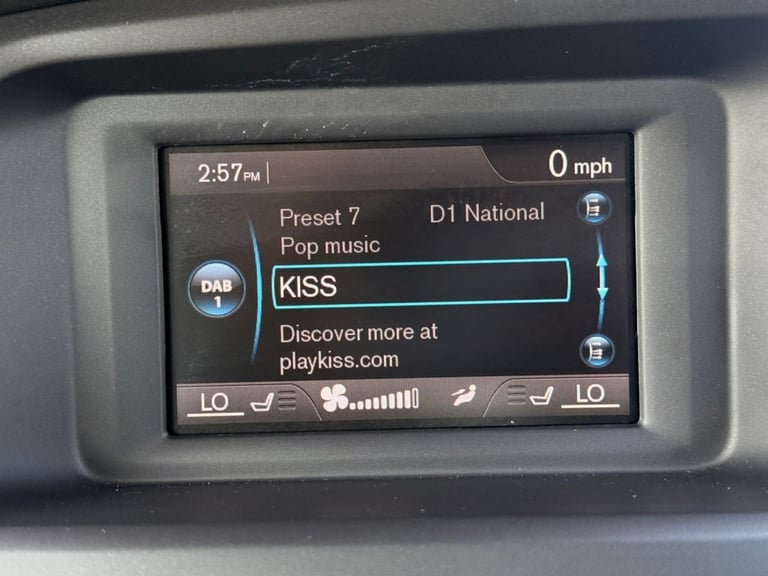 2:57PM
0 mph
Preset 7 D1 National
Pop music
DAB
1
KISS
Discover more at
playkiss.com
LO LO